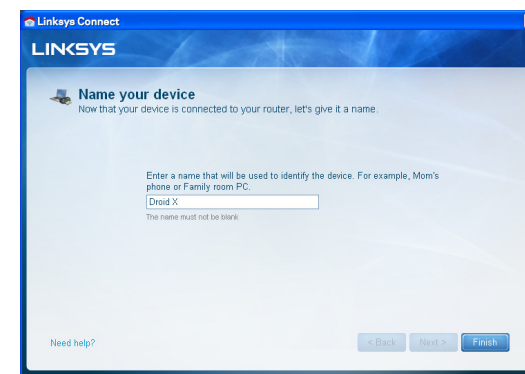 Linksys Connect
LINKSYS
Name your device
Now that your device is connected to your router, let's give it a name.
Enter a name that will be used to identify the device. For example, Mom's
phone or Family room PC.
Droid X
The name must not be blank
Need help?
< Back Next > Finish